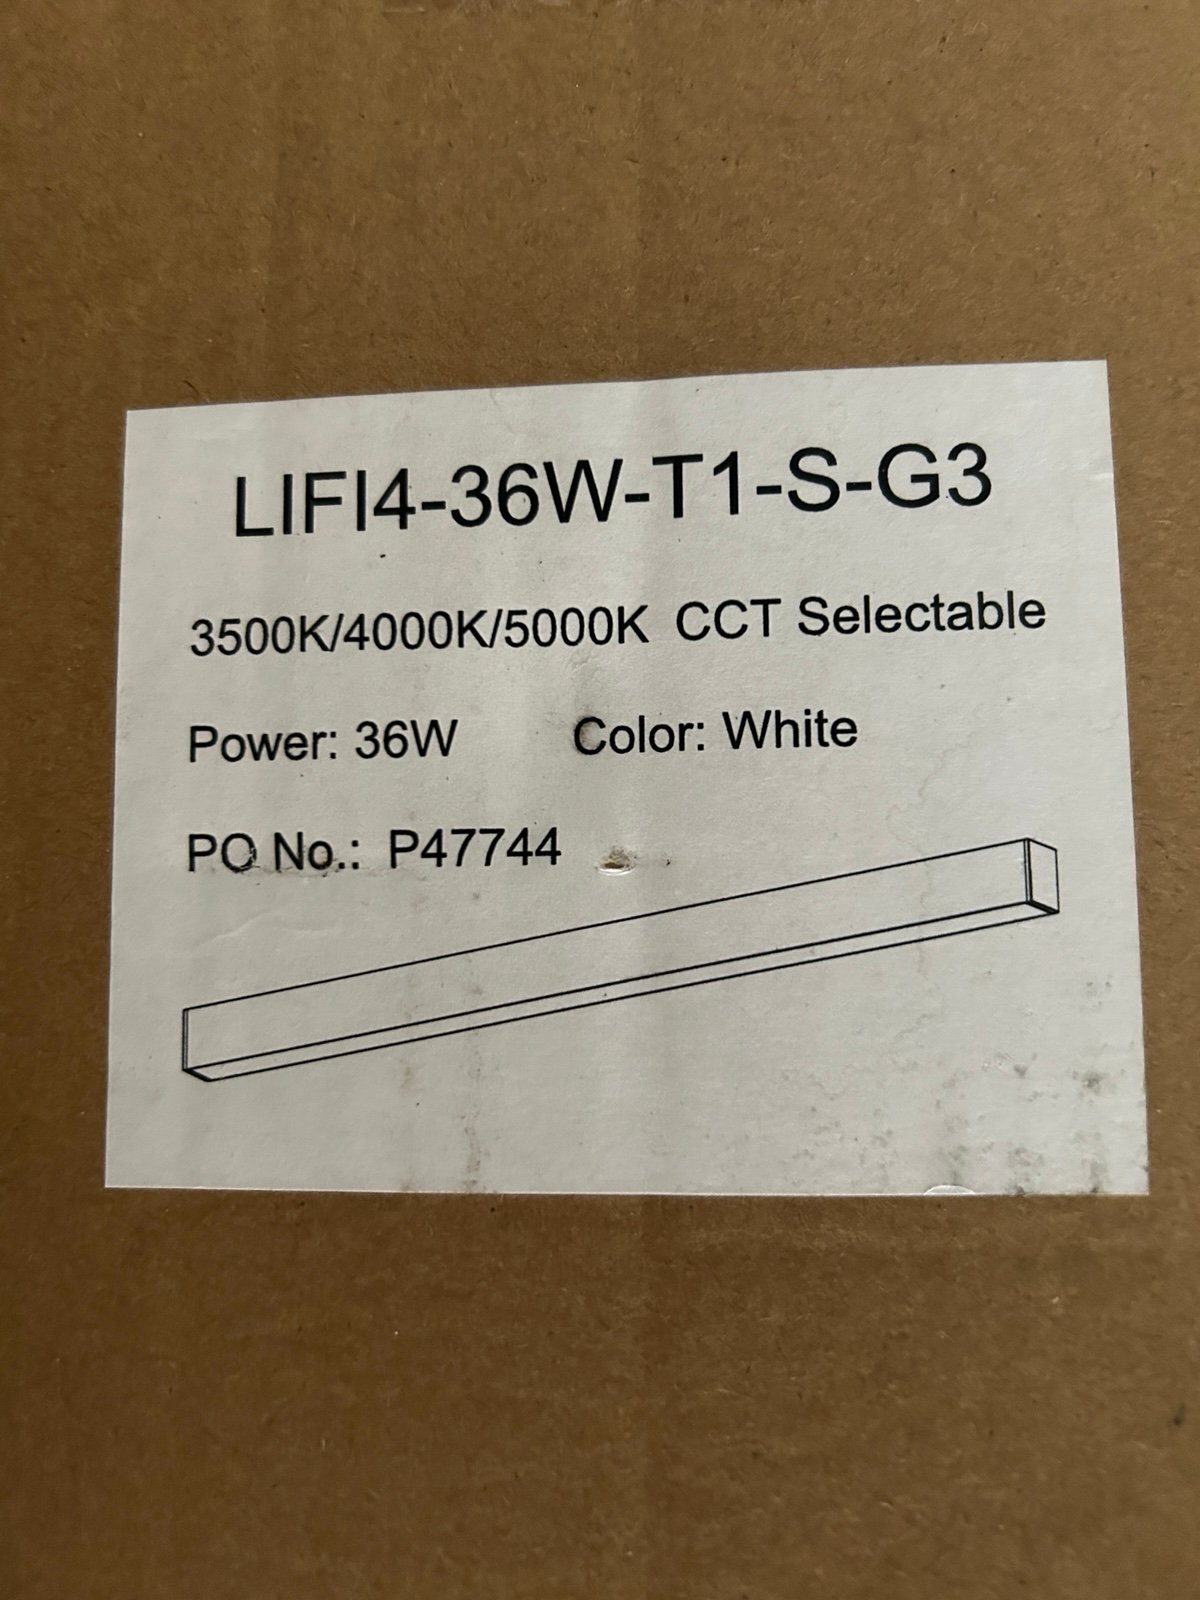 LIFI4-36W-T1-S-G3
3500K/4000K/5000K CCT Selectable
Power: 36W Color: White
PO No.: P47744